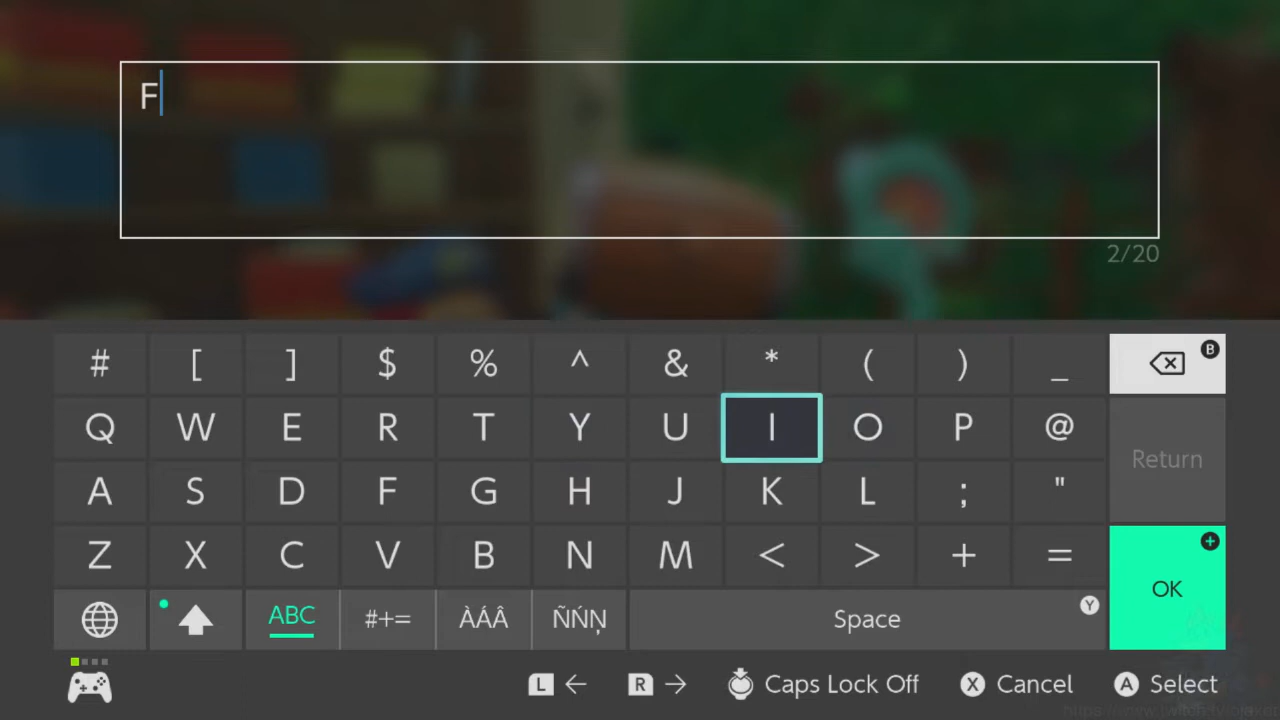 F
2/20
# [ ] $ % ^ & * ( ) _ B
Q W E R T Y U I O P @ Return
A S D F G H J K L ; "
Z X C V B N M < > + = OK
ABC #+= ÀÁÂ ÑŃŅ Space Y
L ← R → Caps Lock Off X Cancel A Select